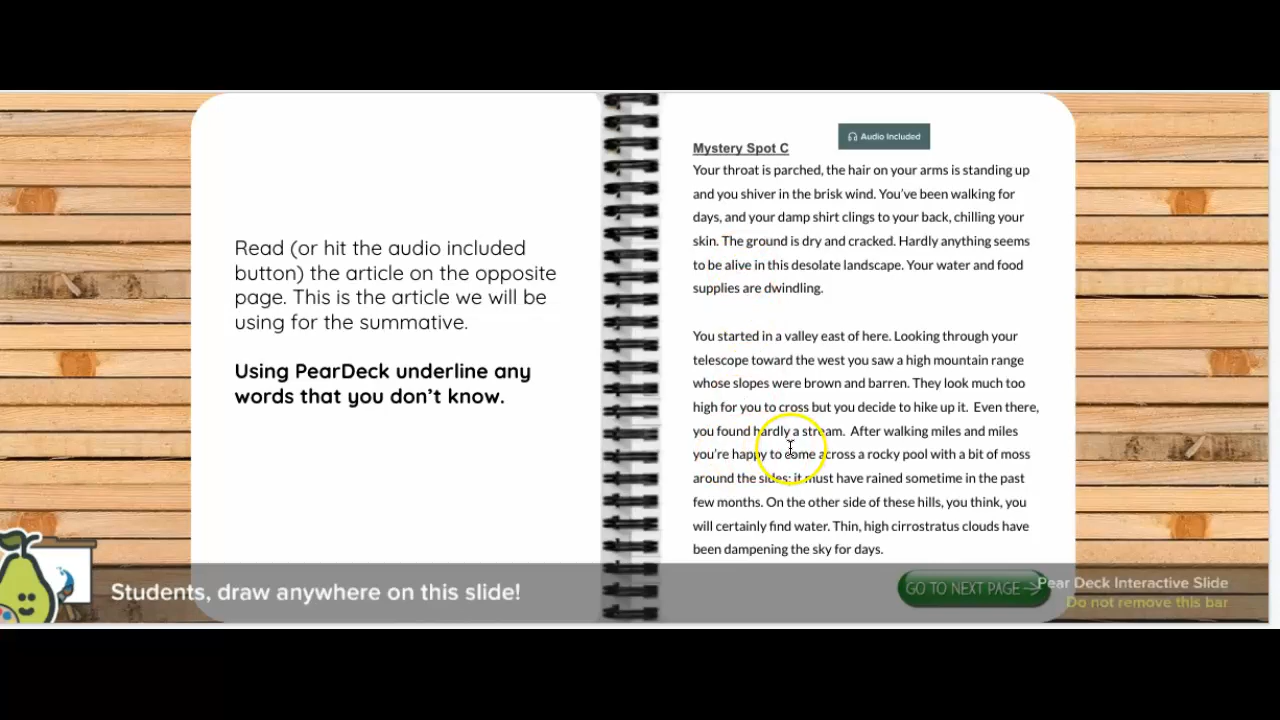 Read (or hit the audio included
button) the article on the opposite
page. This is the article we will be
using for the summative.
Using PearDeck underline any
words that you don't know.
Audio Included
Mystery Spot C
Your throat is parched, the hair on your arms is standing up
and you shiver in the brisk wind. You've been walking for
days, and your damp shirt clings to your back, chilling your
skin. The ground is dry and cracked. Hardly anything seems
to be alive in this desolate landscape. Your water and food
supplies are dwindling.
You started in a valley east of here. Looking through your
telescope toward the west you saw a high mountain range
whose slopes were brown and barren. They look much too
high for you to cross but you decide to hike up it.  Even there,
you found hardly a stream.  After walking miles and miles
you're happy to come across a rocky pool with a bit of moss
around the sides; it must have rained sometime in the past
few months. On the other side of these hills, you think, you
will certainly find water. Thin, high cirrostratus clouds have
been dampening the sky for days.
Students, draw anywhere on this slide!
GO TO NEXT PAGE
Pear Deck Interactive Slide
Do not remove this bar